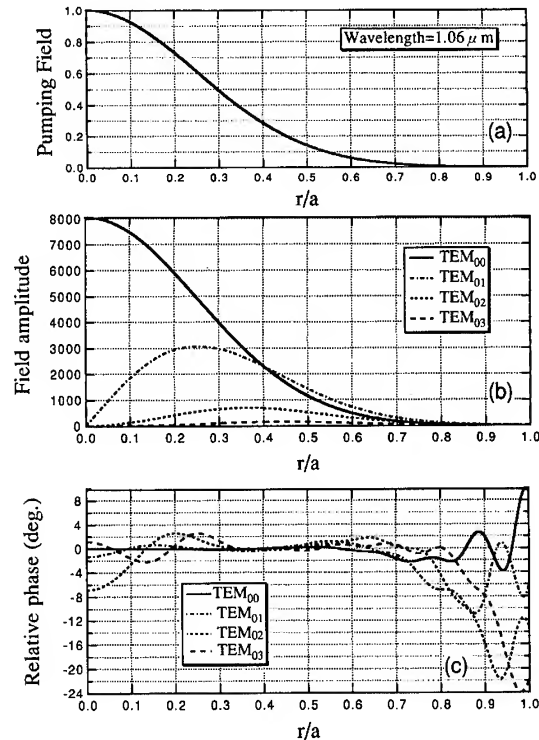 1.0
0.8
0.6
0.4
0.2
0.0
Pumping Field
Wavelength=1.06 μ m
(a)
0.0 0.1 0.2 0.3 0.4 0.5 0.6 0.7 0.8 0.9 1.0
r/a
8000
7000
6000
5000
4000
3000
2000
1000
0
Field amplitude
TEM00
TEM01
TEM02
TEM03
(b)
0.0 0.1 0.2 0.3 0.4 0.5 0.6 0.7 0.8 0.9 1.0
r/a
8
4
0
-4
-8
-12
-16
-20
-24
Relative phase (deg.)
TEM00
TEM01
TEM02
TEM03
(c)
0.0 0.1 0.2 0.3 0.4 0.5 0.6 0.7 0.8 0.9 1.0
r/a